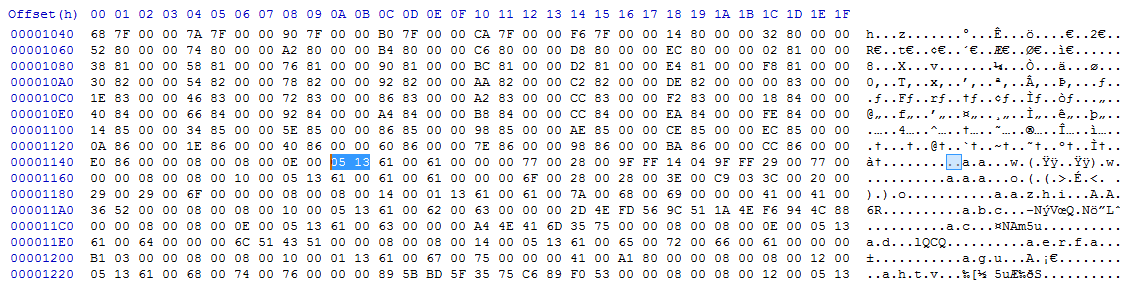 Offset(h) 00 01 02 03 04 05 06 07 08 09 0A 0B 0C 0D 0E 0F 10 11 12 13 14 15 16 17 18 19 1A 1B 1C 1D 1E 1F
00001040 68 7F 00 00 7A 7F 00 00 90 7F 00 00 B0 7F 00 00 CA 7F 00 00 F6 7F 00 00 14 80 00 00 32 80 00 00 h...z.......°...Ê...ö....€..2€..
00001060 52 80 00 00 74 80 00 00 A2 80 00 00 B4 80 00 00 C6 80 00 00 D8 80 00 00 EC 80 00 00 02 81 00 00 R€..t€..¢€..´€..Æ€..Ø€..ì€......
00001080 38 81 00 00 58 81 00 00 76 81 00 00 90 81 00 00 BC 81 00 00 D2 81 00 00 E4 81 00 00 F8 81 00 00 8...X...v.......¼...Ò...ä...ø...
000010A0 30 82 00 00 54 82 00 00 78 82 00 00 92 82 00 00 AA 82 00 00 C2 82 00 00 DE 82 00 00 00 83 00 00 0‚..T‚..x‚..’‚..ª‚..Â‚..Þ‚...ƒ..
000010C0 1E 83 00 00 46 83 00 00 72 83 00 00 86 83 00 00 A2 83 00 00 CC 83 00 00 F2 83 00 00 18 84 00 00 .ƒ..Fƒ..rƒ..†ƒ..¢ƒ..Ìƒ..òƒ...„..
000010E0 40 84 00 00 66 84 00 00 92 84 00 00 A4 84 00 00 B8 84 00 00 CC 84 00 00 EA 84 00 00 FE 84 00 00 @„..f„..’„..¤„..¸„..Ì„..ê„..þ„..
00001100 14 85 00 00 34 85 00 00 5E 85 00 00 86 85 00 00 98 85 00 00 AE 85 00 00 CE 85 00 00 EC 85 00 00 .…..4…..^…..†…..˜…..®…..Î…..ì…..
00001120 0A 86 00 00 1E 86 00 00 40 86 00 00 60 86 00 00 7E 86 00 00 98 86 00 00 BA 86 00 00 CC 86 00 00 .†...†..@†..`†..~†..˜†..º†..Ì†..
00001140 E0 86 00 00 08 00 08 00 0E 00 05 13 61 00 61 00 00 00 77 00 28 00 9F FF 14 04 9F FF 29 00 77 00 à†..........a.a...w.(.Ÿÿ..Ÿÿ).w.
00001160 00 00 08 00 08 00 10 00 05 13 61 00 61 00 61 00 00 00 6F 00 28 00 28 00 3E 00 C9 03 3C 00 20 00 ..........a.a.a...o.(.(.>.É.<. .
00001180 29 00 29 00 6F 00 00 00 08 00 08 00 14 00 01 13 61 00 61 00 7A 00 68 00 69 00 00 00 41 00 41 00 ).).o...........a.a.z.h.i...A.A.
000011A0 36 52 00 00 08 00 08 00 10 00 05 13 61 00 62 00 63 00 00 00 2D 4E FD 56 9C 51 1A 4E F6 94 4C 88 6R..........a.b.c...-NýVœQ.Nö”Lˆ
000011C0 00 00 08 00 08 00 0E 00 05 13 61 00 63 00 00 00 A4 4E 41 6D 35 75 00 00 08 00 08 00 0E 00 05 13 ..........a.c...¤NAm5u..........
000011E0 61 00 64 00 00 00 6C 51 43 51 00 00 08 00 08 00 14 00 05 13 61 00 65 00 72 00 66 00 61 00 00 00 a.d...lQCQ..........a.e.r.f.a...
00001200 B1 03 00 00 08 00 08 00 10 00 01 13 61 00 67 00 75 00 00 00 41 00 A1 80 00 00 08 00 08 00 12 00 ±...........a.g.u...A.¡€........
00001220 05 13 61 00 68 00 74 00 76 00 00 00 89 5B BD 5F 35 75 C6 89 F0 53 00 00 08 00 08 00 12 00 05 13 ..a.h.t.v...‰[½_5uÆ‰ðS..........